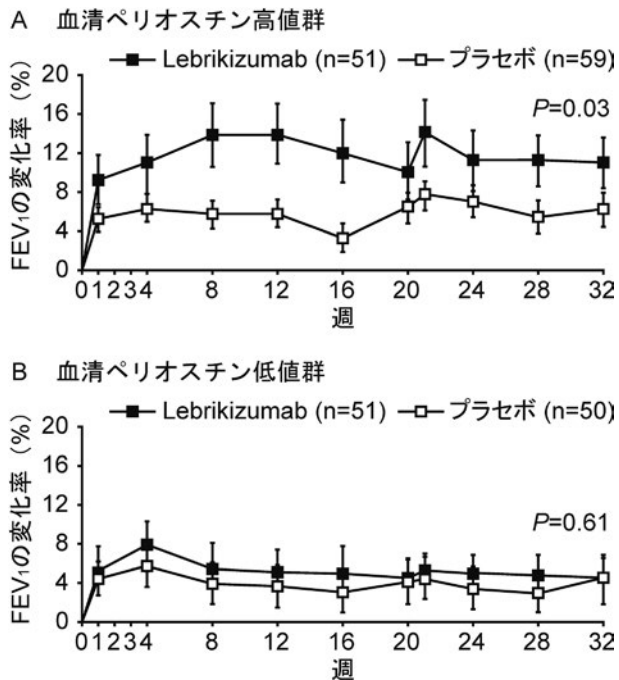 A 血清ペリオスチン高値群
Lebrikizumab (n=51) プラセボ (n=59)
FEV₁の変化率 (%)
20
16
12
8
4
0
P=0.03
0 1 2 3 4 8 12 16 20 24 28 32
週
B 血清ペリオスチン低値群
Lebrikizumab (n=51) プラセボ (n=50)
FEV₁の変化率 (%)
20
16
12
8
4
0
P=0.61
0 1 2 3 4 8 12 16 20 24 28 32
週